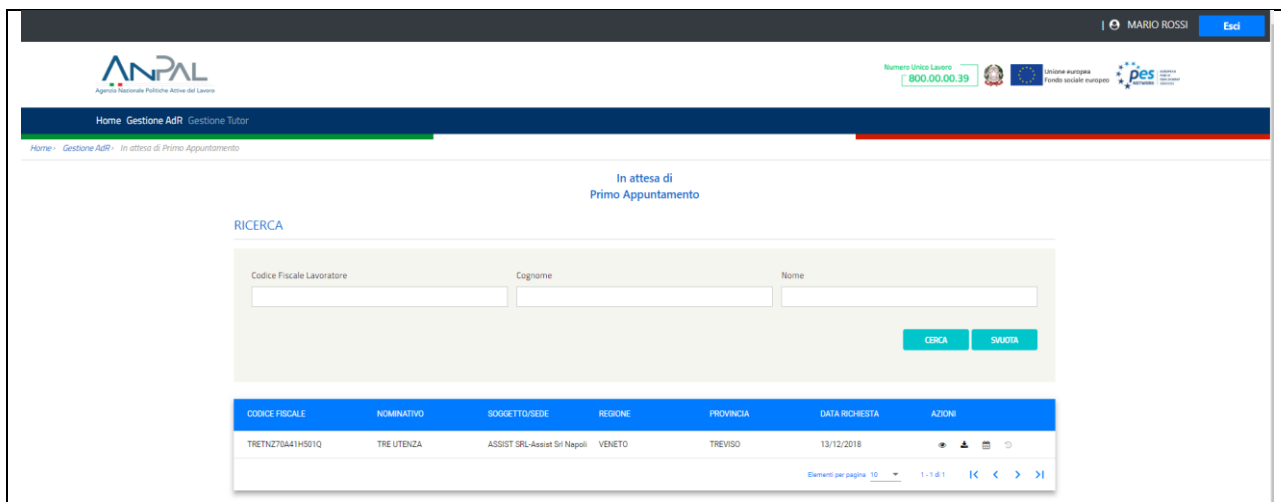 | MARIO ROSSI Esci
ANPAL
Agenzia Nazionale Politiche Attive del Lavoro
Numero Unico Lavoro
800.00.00.39
Unione europea
Fondo sociale europeo
pes
NETWORK
Home Gestione AdR Gestione Tutor
Home › Gestione AdR › In attesa di Primo Appuntamento
In attesa di
Primo Appuntamento
RICERCA
Codice Fiscale Lavoratore Cognome Nome
CERCA SVUOTA
CODICE FISCALE NOMINATIVO SOGGETTO/SEDE REGIONE PROVINCIA DATA RICHIESTA AZIONI
TRETNZ70A41H501Q TRE UTENZA ASSIST SRL-Assist Srl Napoli VENETO TREVISO 13/12/2018
Elementi per pagina 10 1 - 1 di 1